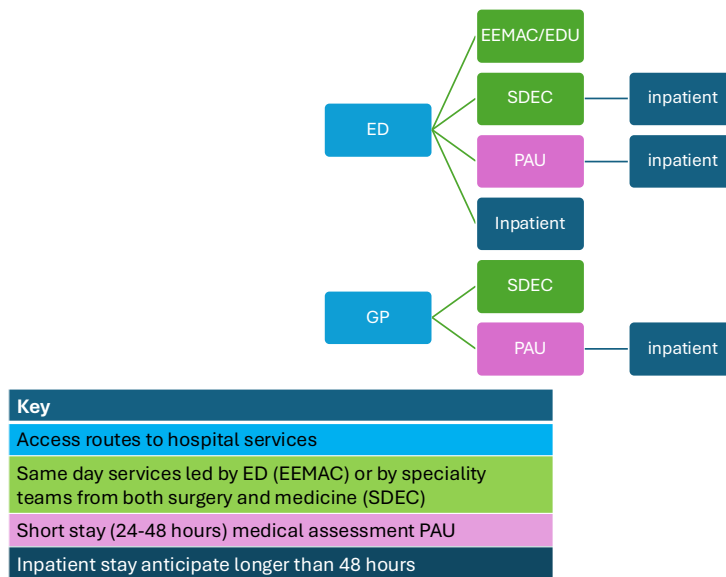 EEMAC/EDU
SDEC
inpatient
ED
PAU
inpatient
Inpatient
SDEC
GP
PAU
inpatient
Key
Access routes to hospital services
Same day services led by ED (EEMAC) or by speciality
teams from both surgery and medicine (SDEC)
Short stay (24-48 hours) medical assessment PAU
Inpatient stay anticipate longer than 48 hours